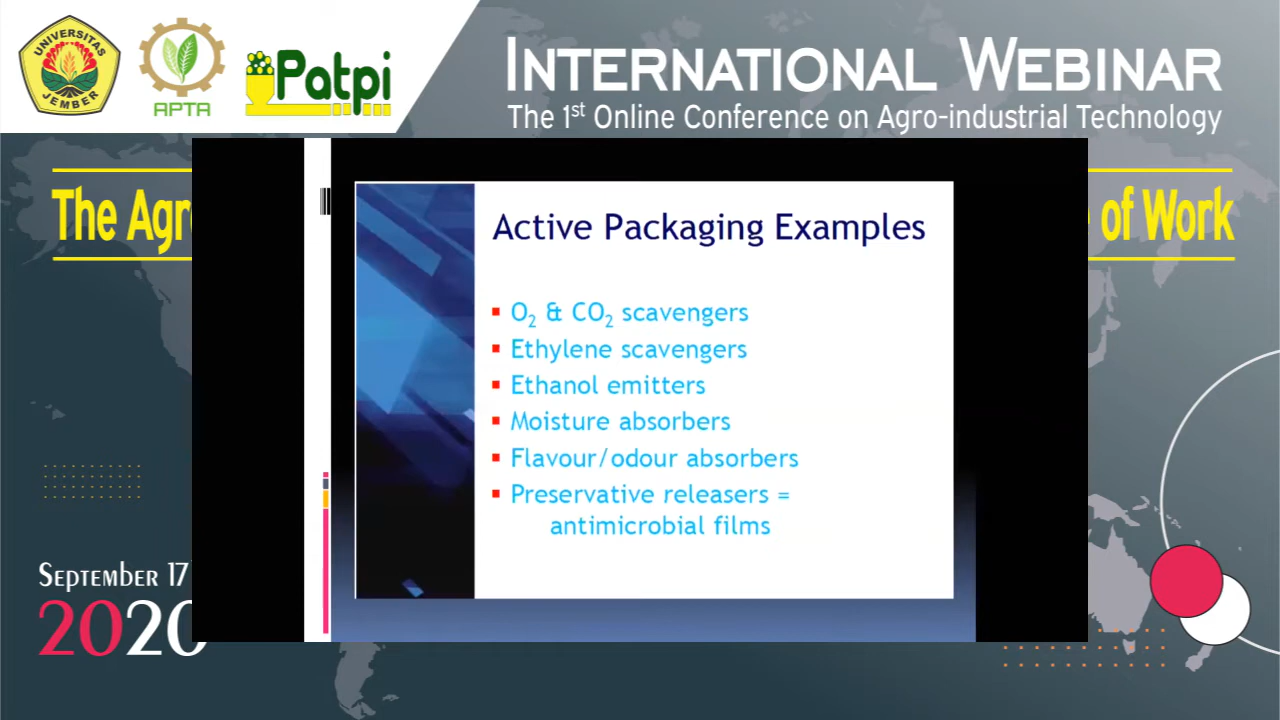 UNIVERSITAS
JEMBER
APTA
Patpi
INTERNATIONAL WEBINAR
The 1st Online Conference on Agro-industrial Technology
The Agr
of Work
Active Packaging Examples
O2 & CO2 scavengers
Ethylene scavengers
Ethanol emitters
Moisture absorbers
Flavour/odour absorbers
Preservative releasers =
antimicrobial films
September 17
2020